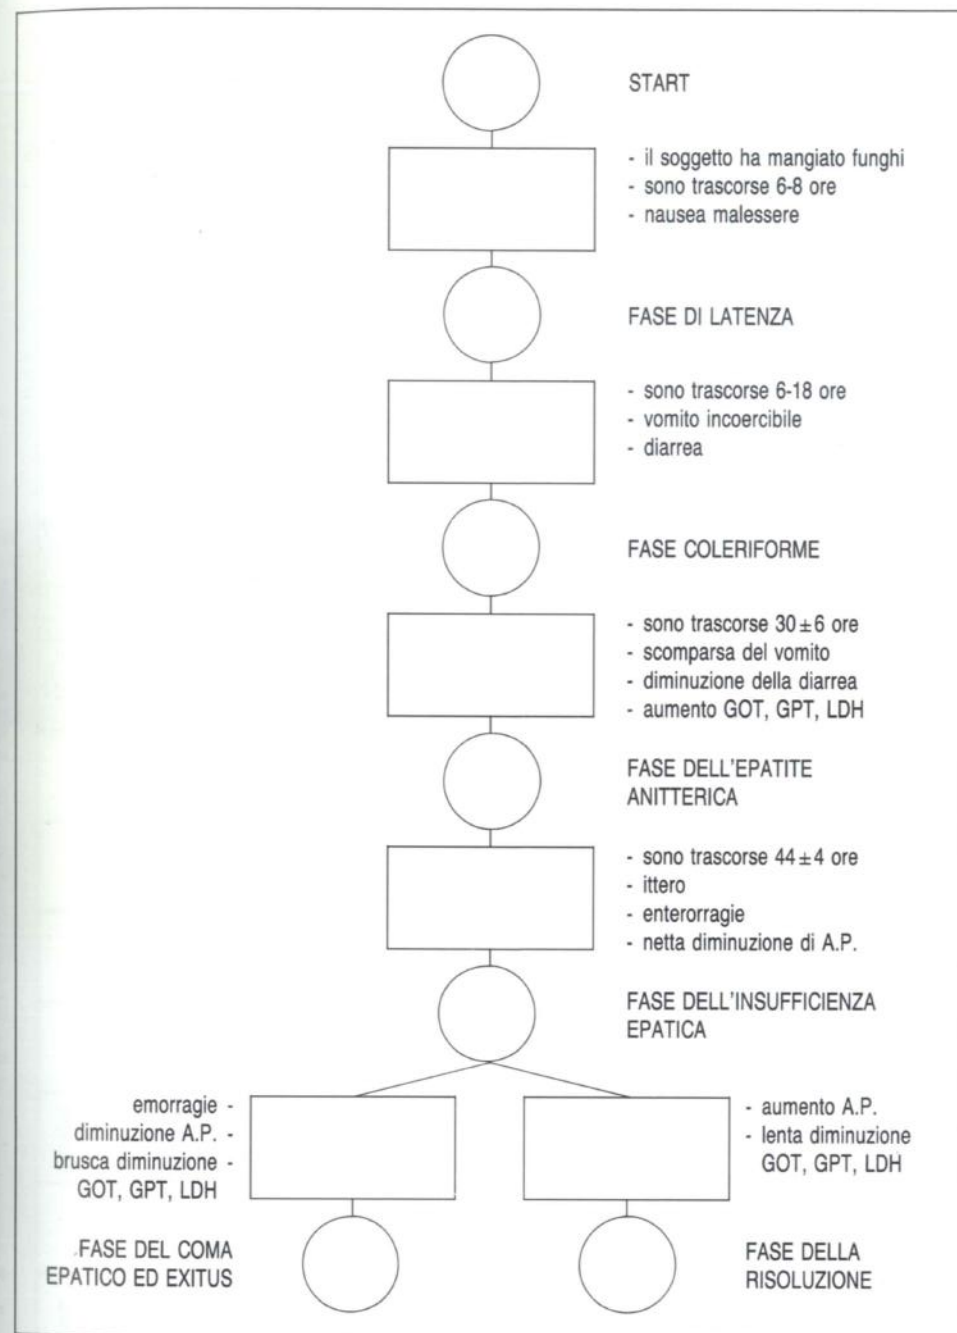 START
- il soggetto ha mangiato funghi
- sono trascorse 6-8 ore
- nausea malessere
FASE DI LATENZA
- sono trascorse 6-18 ore
- vomito incoercibile
- diarrea
FASE COLERIFORME
- sono trascorse 30±6 ore
- scomparsa del vomito
- diminuzione della diarrea
- aumento GOT, GPT, LDH
FASE DELL'EPATITE
ANITTERICA
- sono trascorse 44±4 ore
- ittero
- enterorragie
- netta diminuzione di A.P.
FASE DELL'INSUFFICIENZA
EPATICA
emorragie -
diminuzione A.P. -
brusca diminuzione -
GOT, GPT, LDH
- aumento A.P.
- lenta diminuzione
GOT, GPT, LDH
FASE DEL COMA
EPATICO ED EXITUS
FASE DELLA
RISOLUZIONE